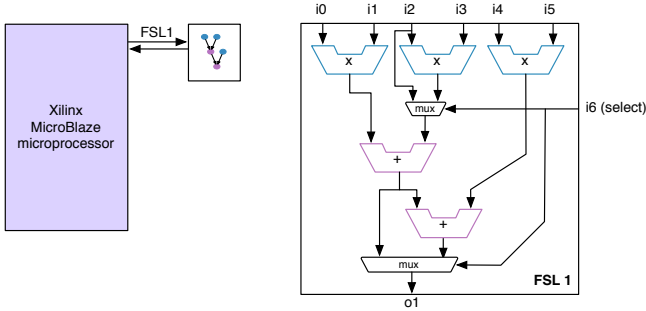 i0 i1 i2 i3 i4 i5
FSL1
x x x
Xilinx
MicroBlaze
microprocessor
mux
i6 (select)
+
+
mux
FSL 1
o1